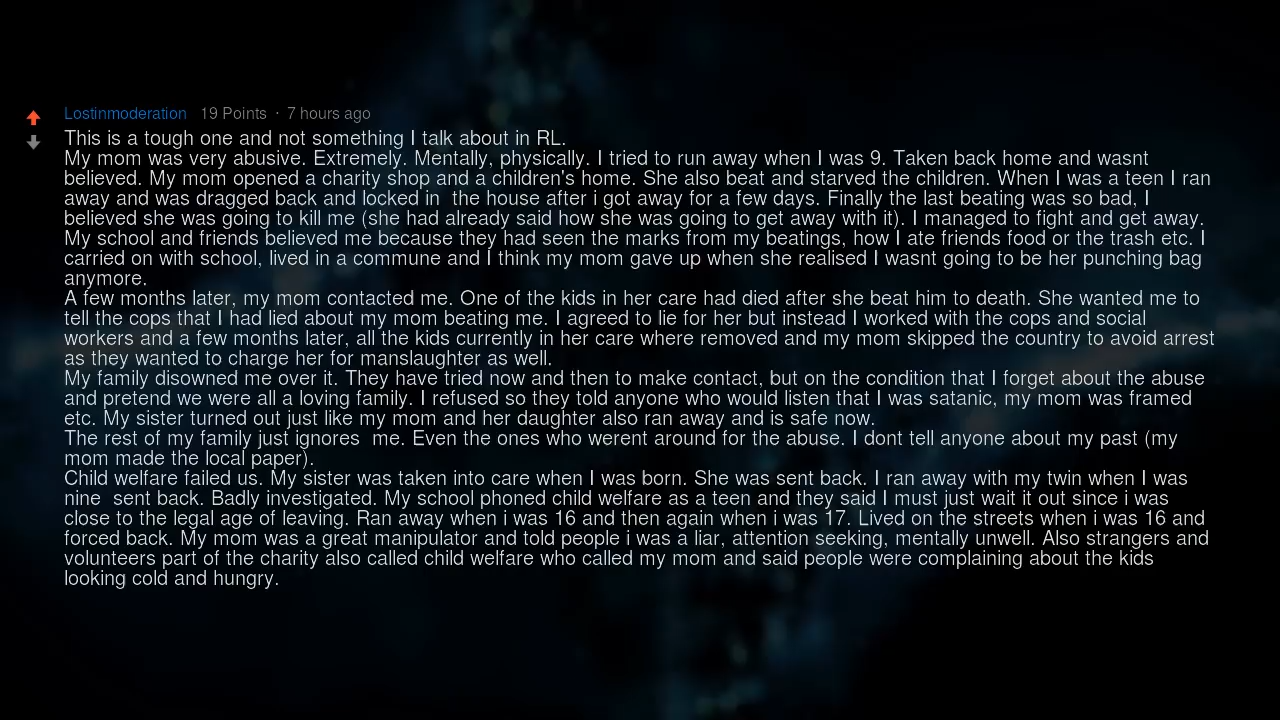 Lostinmoderation 19 Points · 7 hours ago
This is a tough one and not something I talk about in RL.
My mom was very abusive. Extremely. Mentally, physically. I tried to run away when I was 9. Taken back home and wasnt
believed. My mom opened a charity shop and a children's home. She also beat and starved the children. When I was a teen I ran
away and was dragged back and locked in  the house after i got away for a few days. Finally the last beating was so bad, I
believed she was going to kill me (she had already said how she was going to get away with it). I managed to fight and get away.
My school and friends believed me because they had seen the marks from my beatings, how I ate friends food or the trash etc. I
carried on with school, lived in a commune and I think my mom gave up when she realised I wasnt going to be her punching bag
anymore.
A few months later, my mom contacted me. One of the kids in her care had died after she beat him to death. She wanted me to
tell the cops that I had lied about my mom beating me. I agreed to lie for her but instead I worked with the cops and social
workers and a few months later, all the kids currently in her care where removed and my mom skipped the country to avoid arrest
as they wanted to charge her for manslaughter as well.
My family disowned me over it. They have tried now and then to make contact, but on the condition that I forget about the abuse
and pretend we were all a loving family. I refused so they told anyone who would listen that I was satanic, my mom was framed
etc. My sister turned out just like my mom and her daughter also ran away and is safe now.
The rest of my family just ignores  me. Even the ones who werent around for the abuse. I dont tell anyone about my past (my
mom made the local paper).
Child welfare failed us. My sister was taken into care when I was born. She was sent back. I ran away with my twin when I was
nine  sent back. Badly investigated. My school phoned child welfare as a teen and they said I must just wait it out since i was
close to the legal age of leaving. Ran away when i was 16 and then again when i was 17. Lived on the streets when i was 16 and
forced back. My mom was a great manipulator and told people i was a liar, attention seeking, mentally unwell. Also strangers and
volunteers part of the charity also called child welfare who called my mom and said people were complaining about the kids
looking cold and hungry.